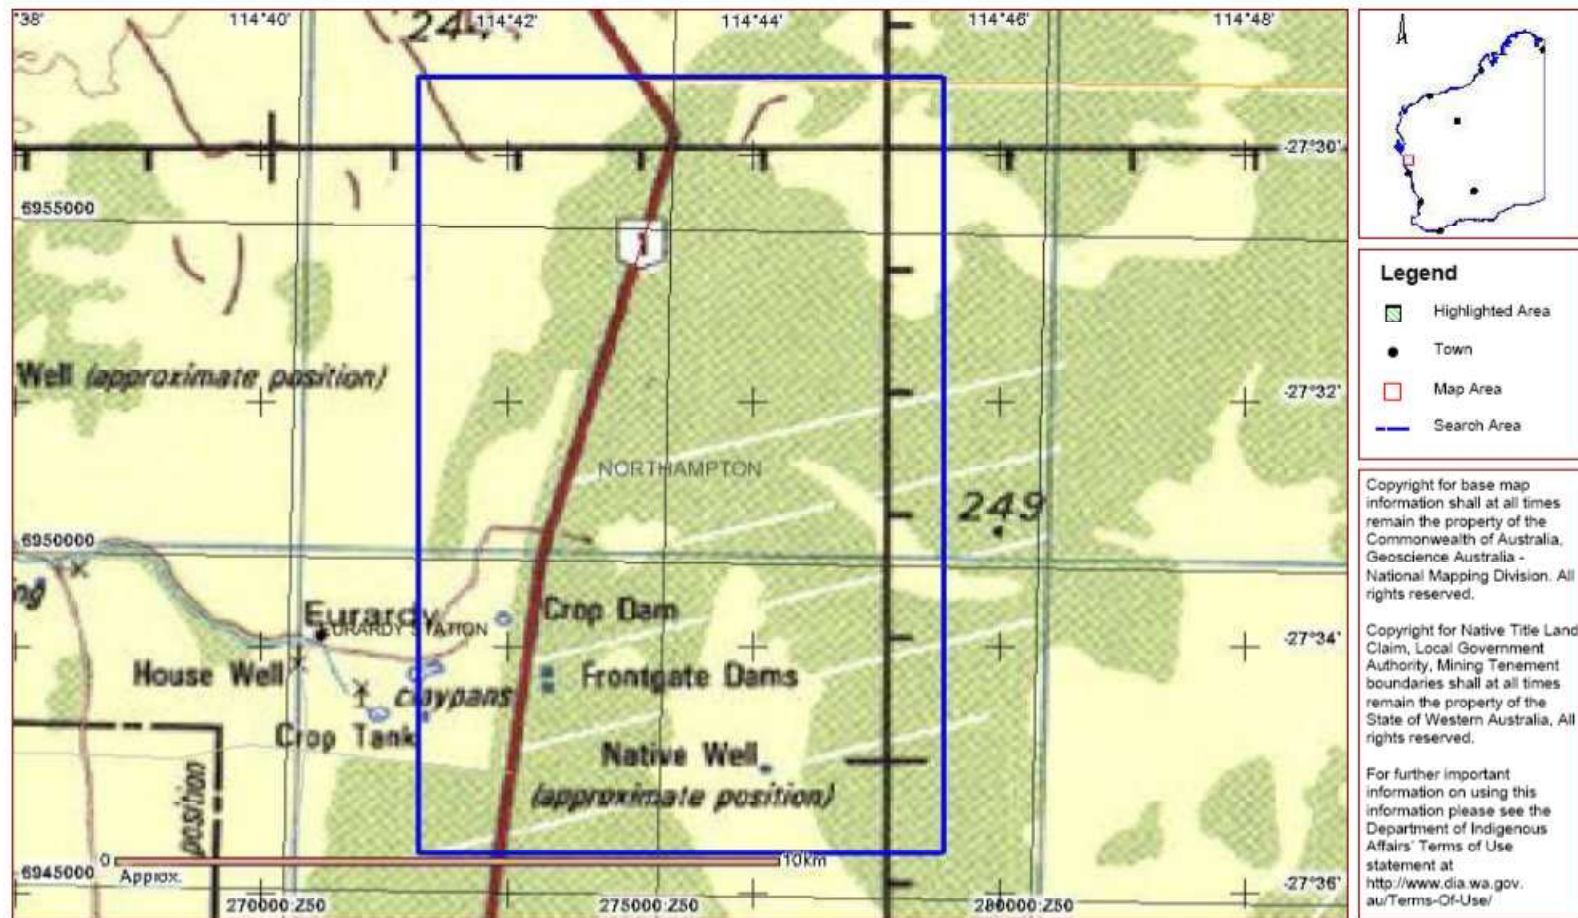 °38'
114°40'
114°42'
114°44'
114°46'
114°48'
-27°30'
6955000
1
Well (approximate position)
-27°32'
NORTHAMPTON
249
6950000
Eurardy
EURARDY STATION
Crop Dam
-27°34'
House Well
Frontgate Dams
claypans
Crop Tank
Native Well
(approximate position)
position
0
10km
Approx.
6945000
-27°36'
270000:Z50
275000:Z50
280000:Z50
Legend
Highlighted Area
Town
Map Area
Search Area
Copyright for base map
information shall at all times
remain the property of the
Commonwealth of Australia,
Geoscience Australia -
National Mapping Division. All
rights reserved.
Copyright for Native Title Land
Claim, Local Government
Authority, Mining Tenement
boundaries shall at all times
remain the property of the
State of Western Australia, All
rights reserved.
For further important
information on using this
information please see the
Department of Indigenous
Affairs' Terms of Use
statement at
http://www.dia.wa.gov.
au/Terms-Of-Use/